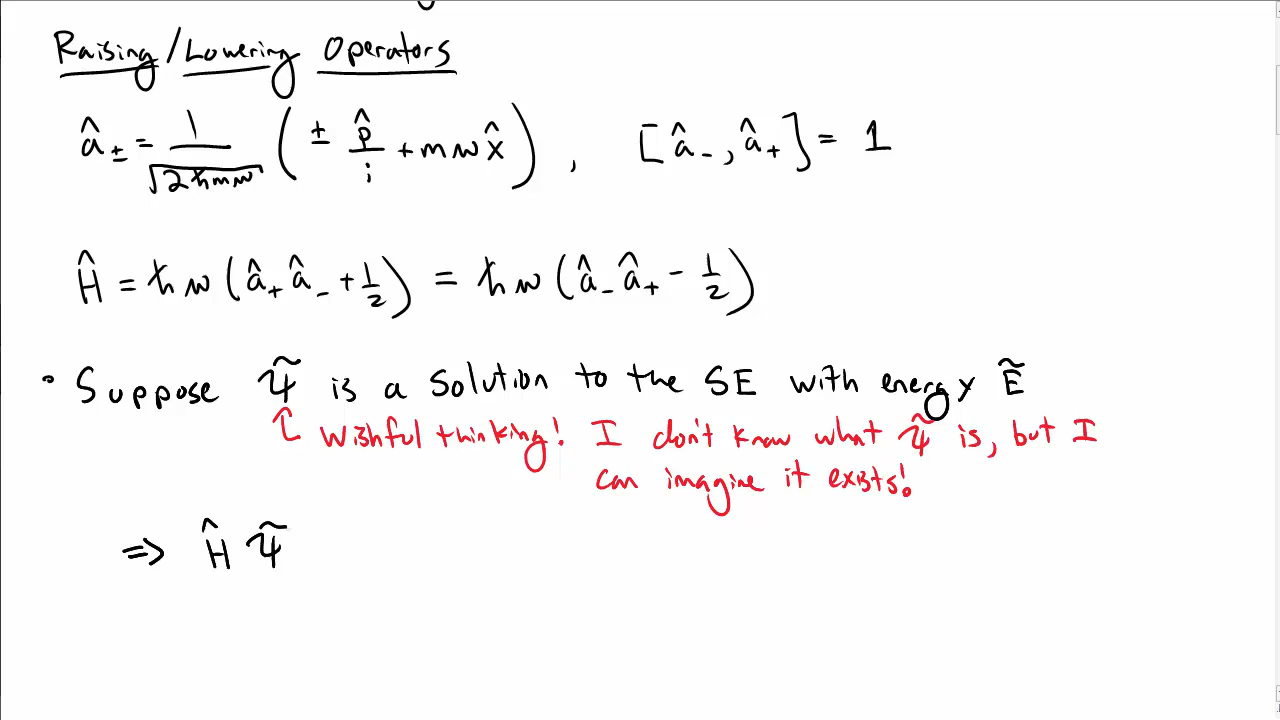 Raising/Lowering Operators
â± = 1/√(2ħmω) (± p̂/i + mωx̂), [â₋, â₊] = 1
Ĥ = ħω(â₊â₋ + 1/2) = ħω(â₋â₊ - 1/2)
• Suppose ψ̃ is a solution to the SE with energy Ẽ
Wishful thinking! I don't know what ψ̃ is, but I
can imagine it exists!
=> Ĥ ψ̃